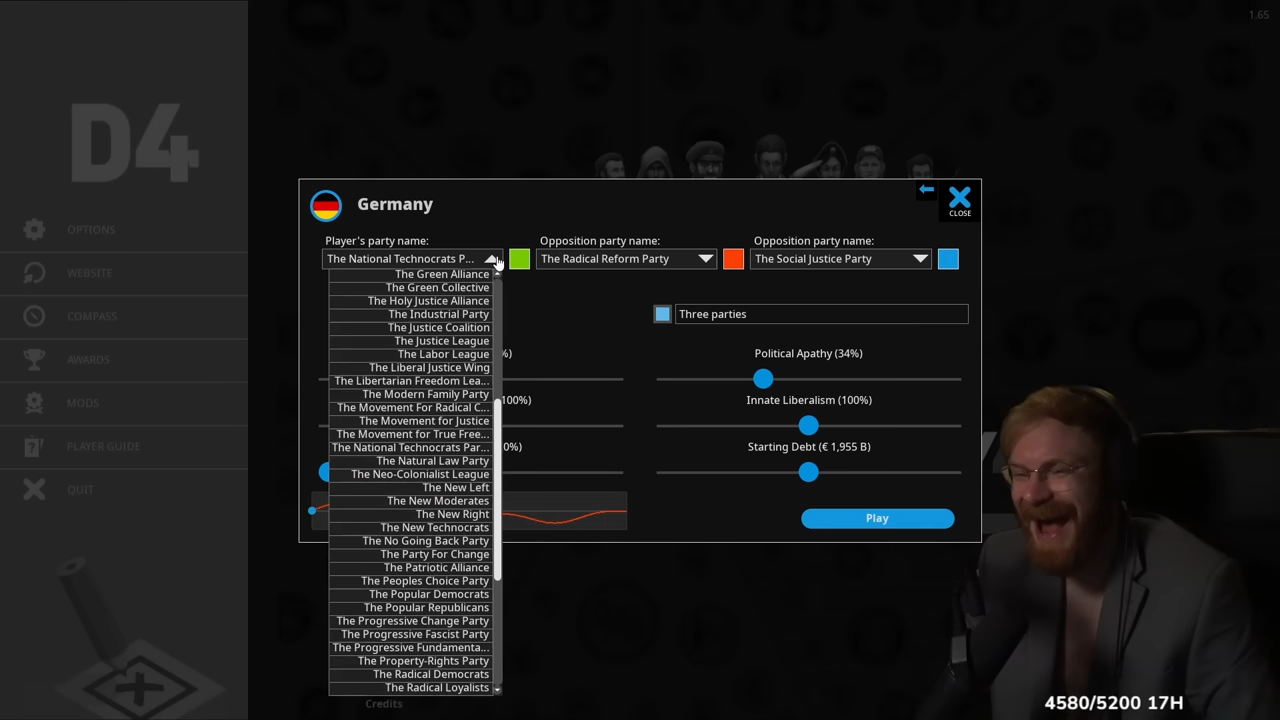 1.65
D4
OPTIONS
WEBSITE
COMPASS
AWARDS
MODS
PLAYER GUIDE
QUIT
Germany
CLOSE
Player's party name:
Opposition party name:
Opposition party name:
The National Technocrats P...
The Radical Reform Party
The Social Justice Party
The Green Alliance
The Green Collective
The Holy Justice Alliance
The Industrial Party
The Justice Coalition
The Justice League
The Labor League
The Liberal Justice Wing
The Libertarian Freedom Lea...
The Modern Family Party
The Movement For Radical C...
The Movement for Justice
The Movement for True Free...
The National Technocrats Par...
The Natural Law Party
The Neo-Colonialist League
The New Left
The New Moderates
The New Right
The New Technocrats
The No Going Back Party
The Party For Change
The Patriotic Alliance
The Peoples Choice Party
The Popular Democrats
The Popular Republicans
The Progressive Change Party
The Progressive Fascist Party
The Progressive Fundamenta...
The Property-Rights Party
The Radical Democrats
The Radical Loyalists
Three parties
%)
Political Apathy (34%)
100%)
Innate Liberalism (100%)
0%)
Starting Debt (€ 1,955 B)
Play
Credits
4580/5200 17H